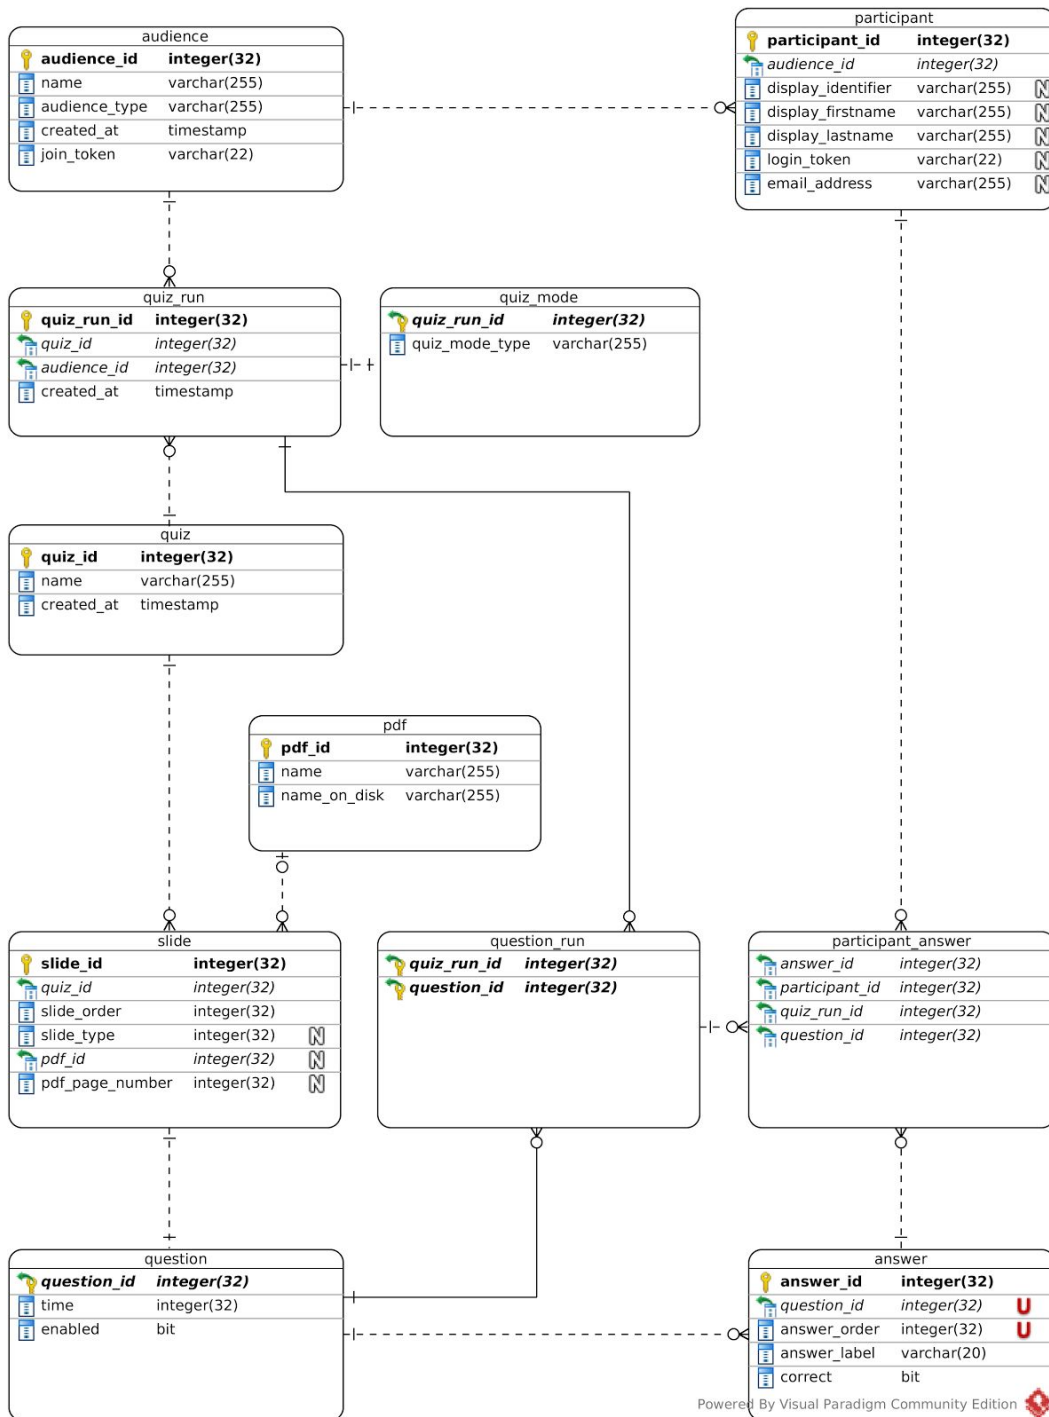 audience
audience_id integer(32)
name varchar(255)
audience_type varchar(255)
created_at timestamp
join_token varchar(22)
participant
participant_id integer(32)
audience_id integer(32)
display_identifier varchar(255) N
display_firstname varchar(255) N
display_lastname varchar(255) N
login_token varchar(22) N
email_address varchar(255) N
quiz_run
quiz_run_id integer(32)
quiz_id integer(32)
audience_id integer(32)
created_at timestamp
quiz_mode
quiz_run_id integer(32)
quiz_mode_type varchar(255)
quiz
quiz_id integer(32)
name varchar(255)
created_at timestamp
pdf
pdf_id integer(32)
name varchar(255)
name_on_disk varchar(255)
slide
slide_id integer(32)
quiz_id integer(32)
slide_order integer(32)
slide_type integer(32) N
pdf_id integer(32) N
pdf_page_number integer(32) N
question_run
quiz_run_id integer(32)
question_id integer(32)
participant_answer
answer_id integer(32)
participant_id integer(32)
quiz_run_id integer(32)
question_id integer(32)
question
question_id integer(32)
time integer(32)
enabled bit
answer
answer_id integer(32)
question_id integer(32) U
answer_order integer(32) U
answer_label varchar(20)
correct bit
Powered By Visual Paradigm Community Edition